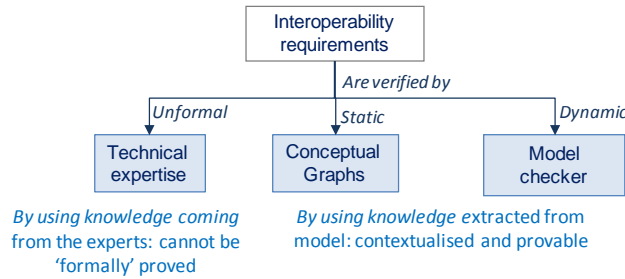 Interoperability
requirements
Are verified by
Unformal
Static
Dynamic
Technical
expertise
Conceptual
Graphs
Model
checker
By using knowledge coming
from the experts: cannot be
‘formally’ proved
By using knowledge extracted from
model: contextualised and provable